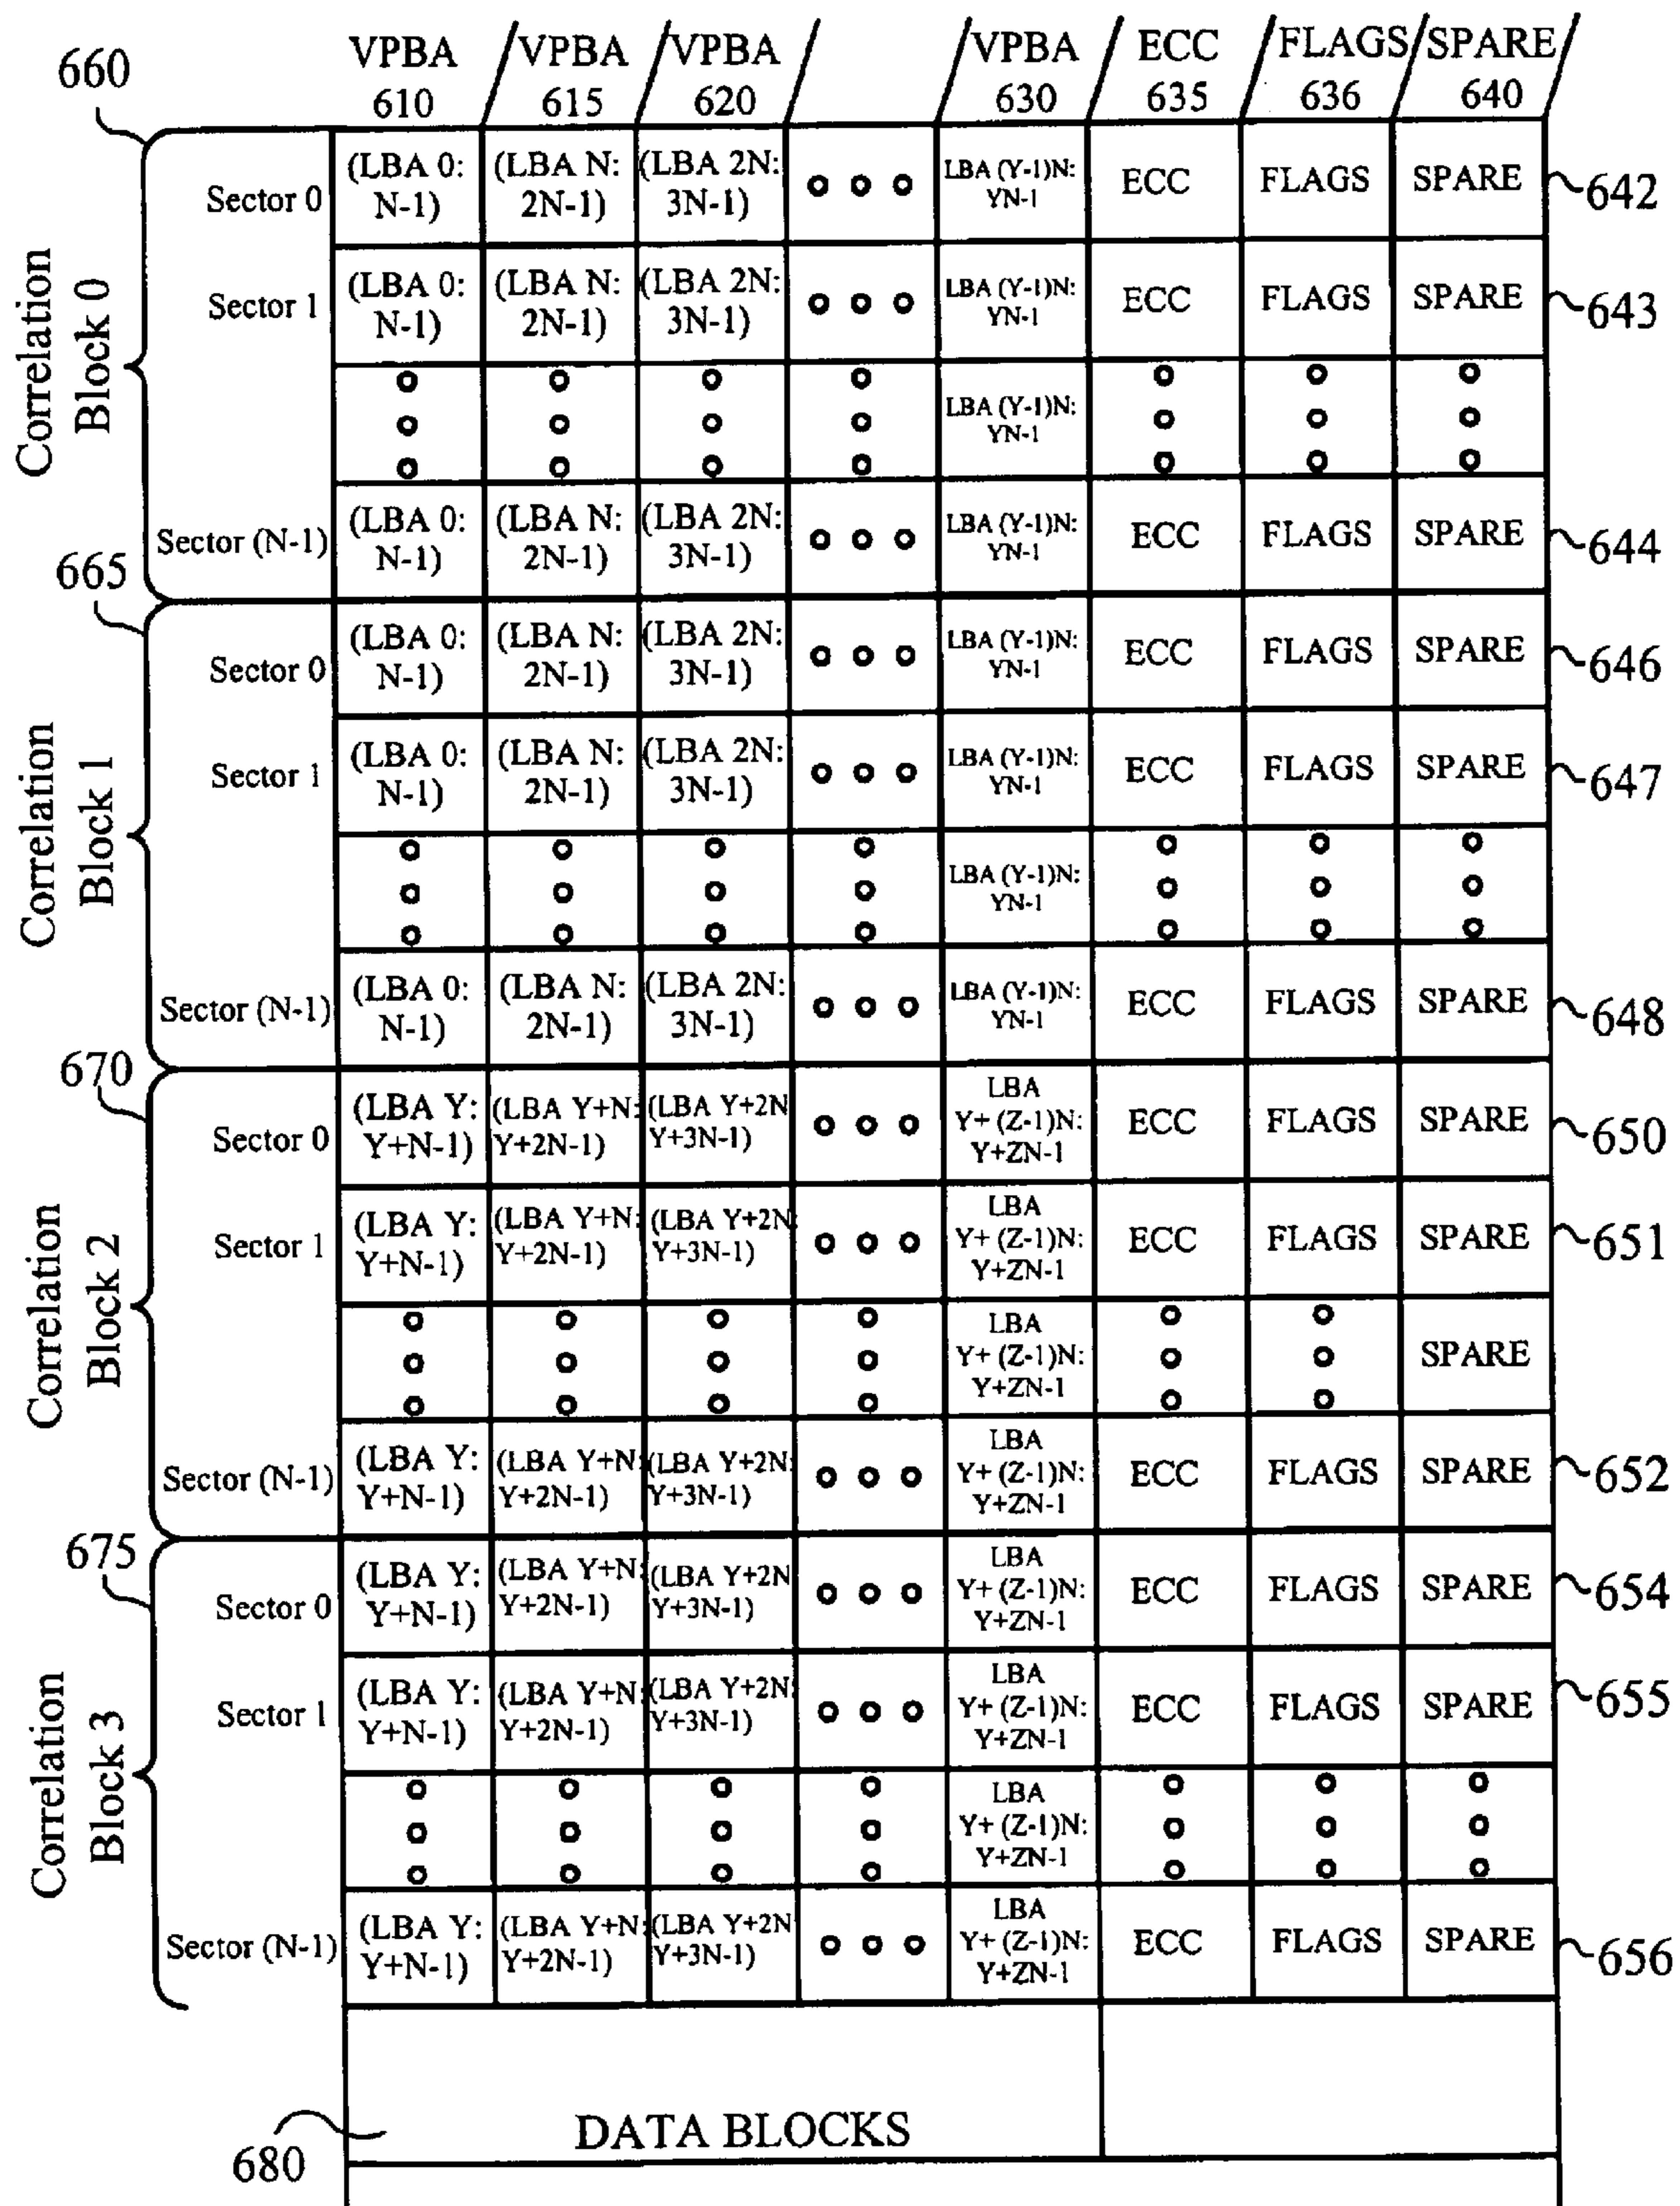 VPBA VPBA VPBA VPBA ECC FLAGS SPARE
610 615 620 630 635 636 640
660
Correlation Block 0
Sector 0 (LBA 0: (LBA N: (LBA 2N: LBA (Y-1)N: ECC FLAGS SPARE 642
N-1) 2N-1) 3N-1) YN-1
Sector 1 (LBA 0: (LBA N: (LBA 2N: LBA (Y-1)N: ECC FLAGS SPARE 643
N-1) 2N-1) 3N-1) YN-1
LBA (Y-1)N:
YN-1
Sector (N-1) (LBA 0: (LBA N: (LBA 2N: LBA (Y-1)N: ECC FLAGS SPARE 644
N-1) 2N-1) 3N-1) YN-1
665
Correlation Block 1
Sector 0 (LBA 0: (LBA N: (LBA 2N: LBA (Y-1)N: ECC FLAGS SPARE 646
N-1) 2N-1) 3N-1) YN-1
Sector 1 (LBA 0: (LBA N: (LBA 2N: LBA (Y-1)N: ECC FLAGS SPARE 647
N-1) 2N-1) 3N-1) YN-1
LBA (Y-1)N:
YN-1
Sector (N-1) (LBA 0: (LBA N: (LBA 2N: LBA (Y-1)N: ECC FLAGS SPARE 648
N-1) 2N-1) 3N-1) YN-1
670
Correlation Block 2
LBA
Sector 0 (LBA Y: (LBA Y+N: (LBA Y+2N Y+ (Z-1)N: ECC FLAGS SPARE 650
Y+N-1) Y+2N-1) Y+3N-1) Y+ZN-1
LBA
Sector 1 (LBA Y: (LBA Y+N: (LBA Y+2N Y+ (Z-1)N: ECC FLAGS SPARE 651
Y+N-1) Y+2N-1) Y+3N-1) Y+ZN-1
LBA
Y+ (Z-1)N: SPARE
Y+ZN-1
LBA
Sector (N-1) (LBA Y: (LBA Y+N: (LBA Y+2N: Y+ (Z-1)N: ECC FLAGS SPARE 652
Y+N-1) Y+2N-1) Y+3N-1) Y+ZN-1
675
Correlation Block 3
LBA
Sector 0 (LBA Y: (LBA Y+N: (LBA Y+2N Y+ (Z-1)N: ECC FLAGS SPARE 654
Y+N-1) Y+2N-1) Y+3N-1) Y+ZN-1
LBA
Sector 1 (LBA Y: (LBA Y+N: (LBA Y+2N Y+ (Z-1)N: ECC FLAGS SPARE 655
Y+N-1) Y+2N-1) Y+3N-1) Y+ZN-1
LBA
Y+ (Z-1)N:
Y+ZN-1
LBA
Sector (N-1) (LBA Y: (LBA Y+N: (LBA Y+2N Y+ (Z-1)N: ECC FLAGS SPARE 656
Y+N-1) Y+2N-1) Y+3N-1) Y+ZN-1
DATA BLOCKS
680